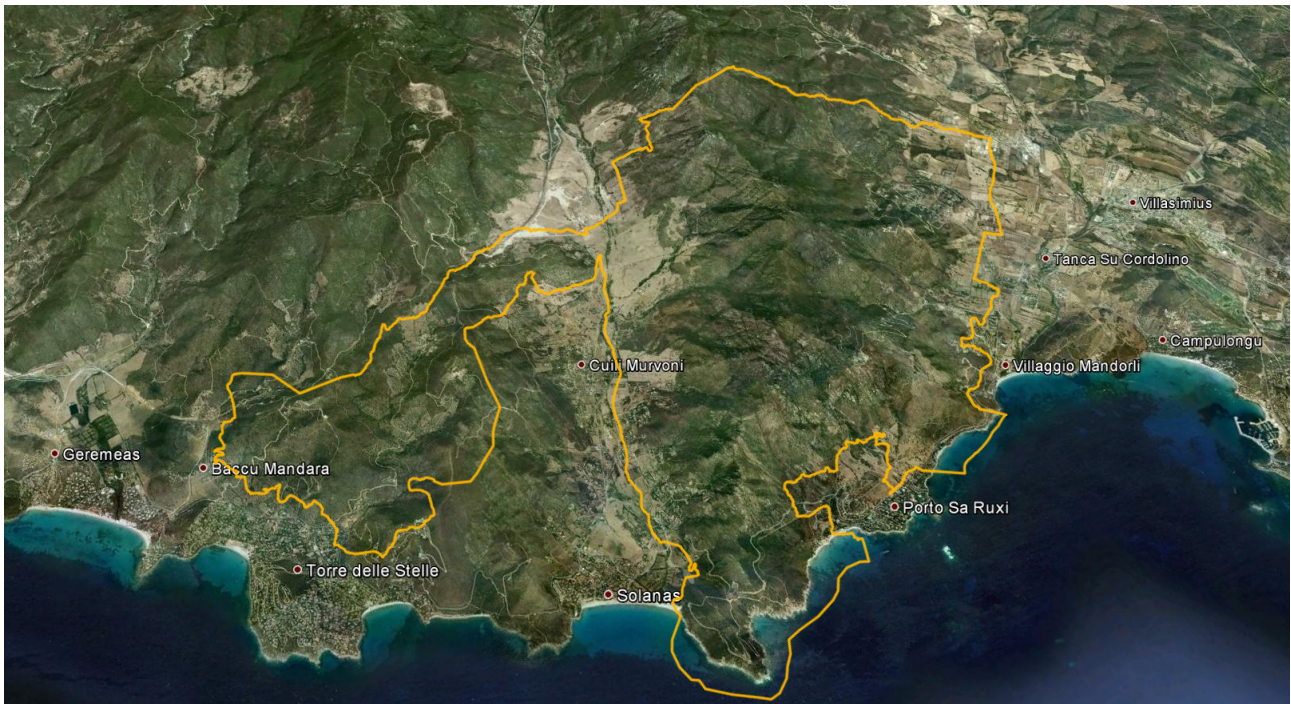 Villasimius
Tanca Su Cordolino
Campulongu
Cuili Murvoni
Villaggio Mandorli
Geremeas
Baccu Mandara
Porto Sa Ruxi
Torre delle Stelle
Solanas